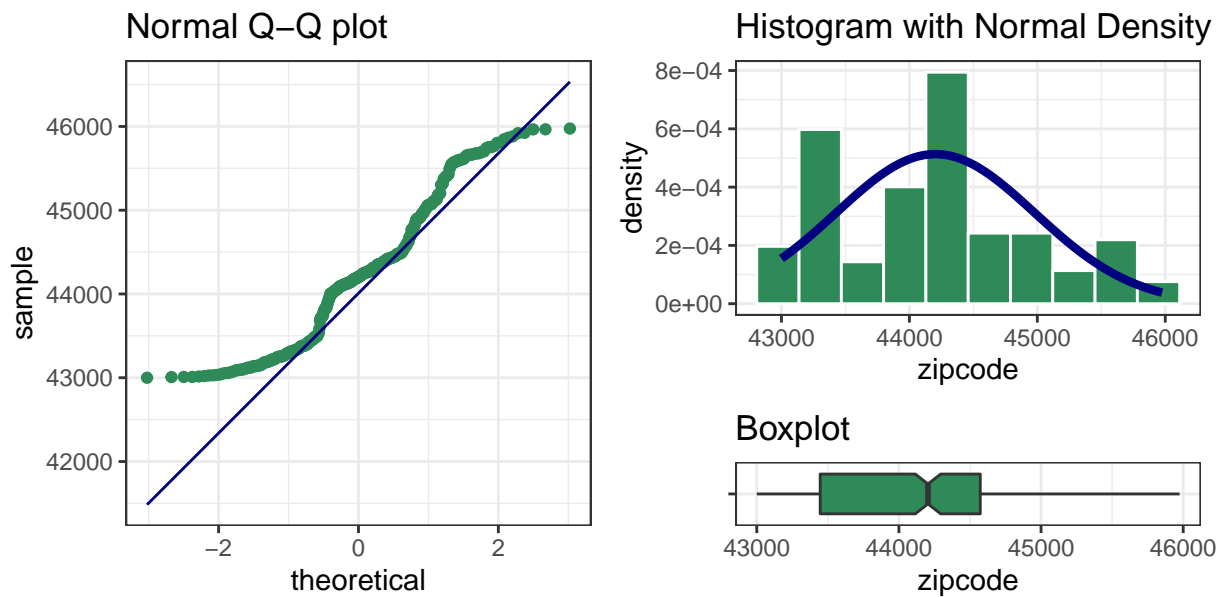 Normal Q−Q plot
46000
45000
44000
43000
42000
sample
−2
0
2
theoretical
Histogram with Normal Density
8e−04
6e−04
4e−04
2e−04
0e+00
density
43000
44000
45000
46000
zipcode
Boxplot
43000
44000
45000
46000
zipcode